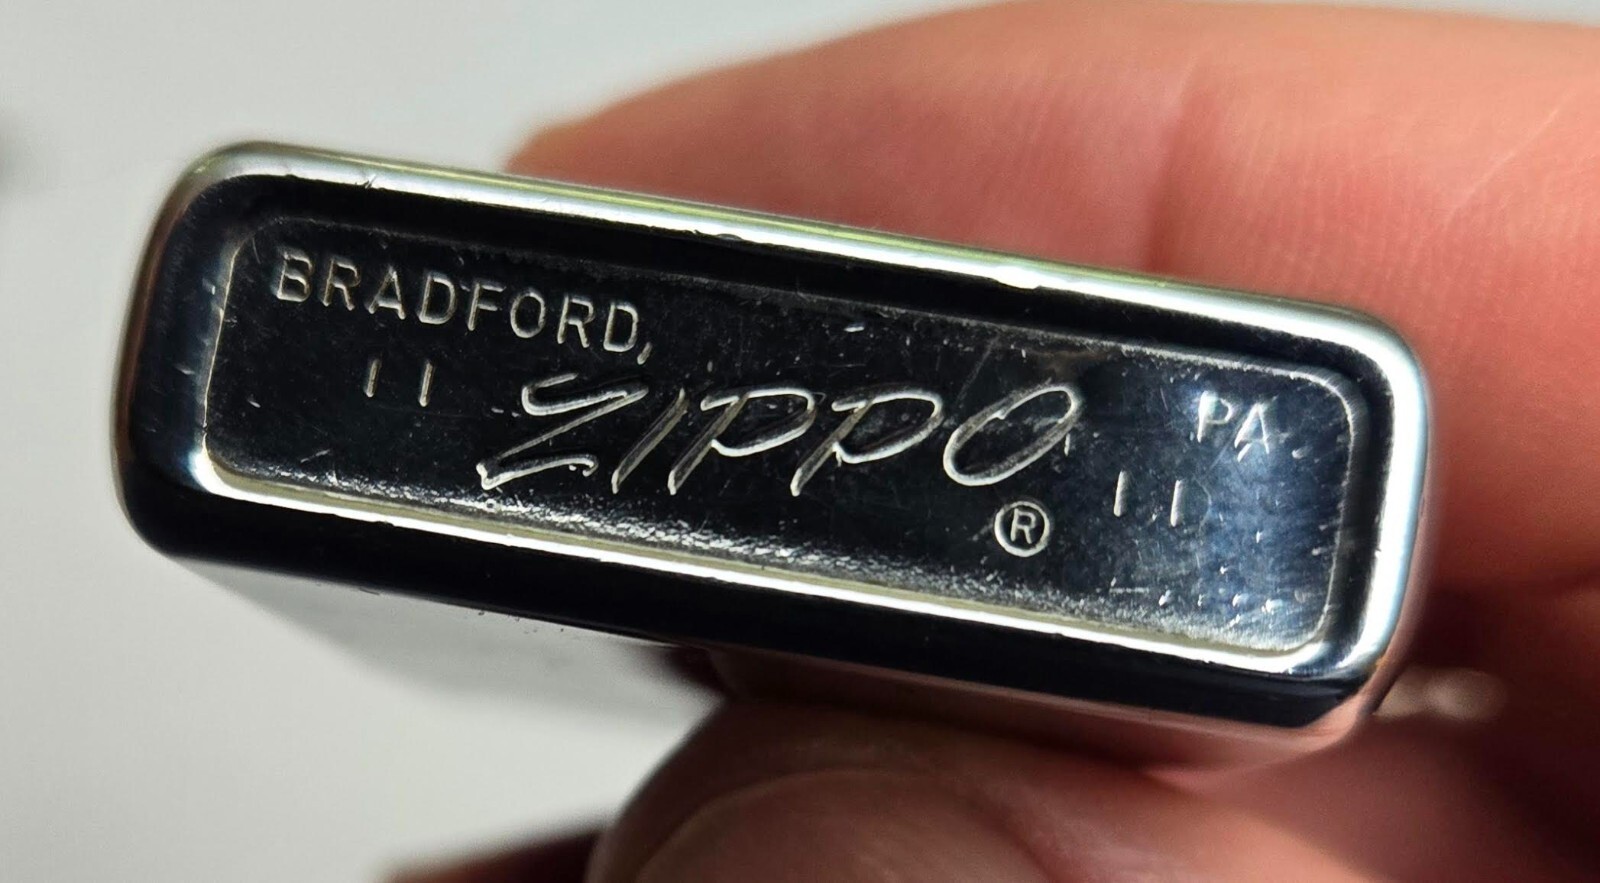 BRADFORD, PA.
|| ZIPPO ||
®